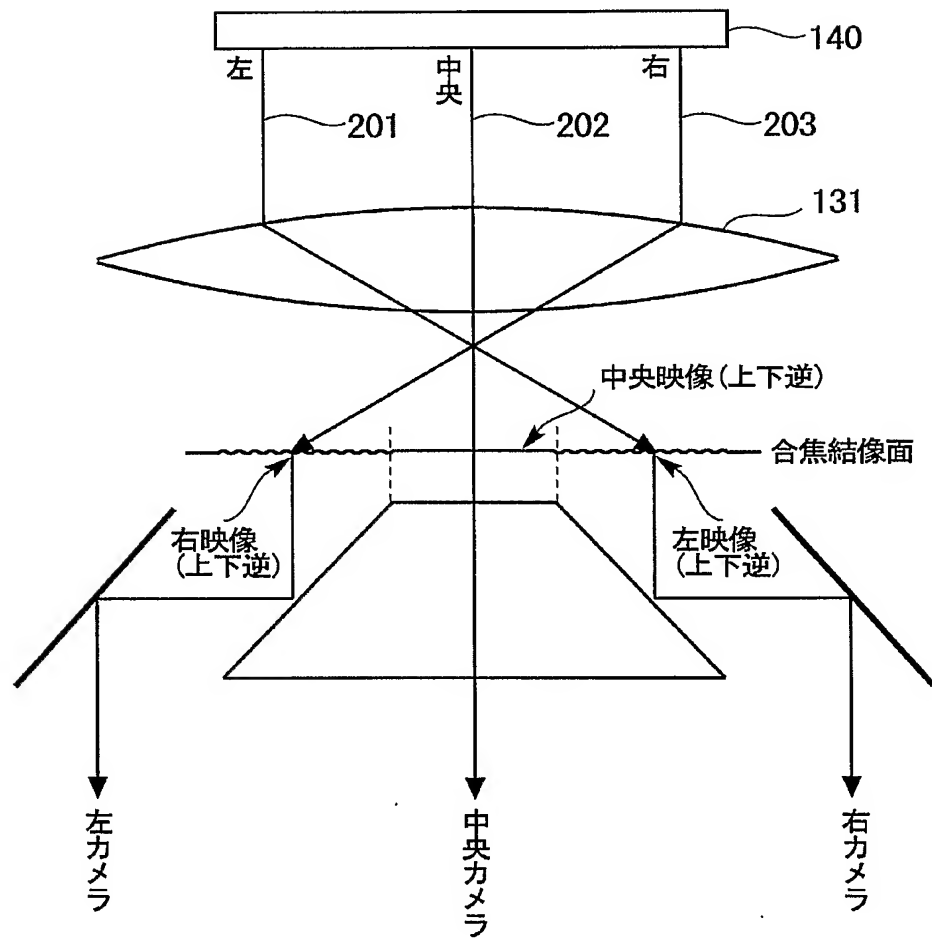 140
左
中央
右
201
202
203
131
中央映像(上下逆)
合焦結像面
右映像
(上下逆)
左映像
(上下逆)
左カメラ
中央カメラ
右カメラ